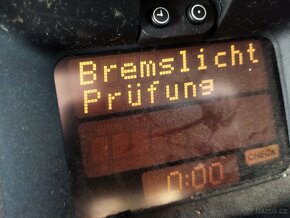 Bremslicht
Prüfung
CHECK
0:00